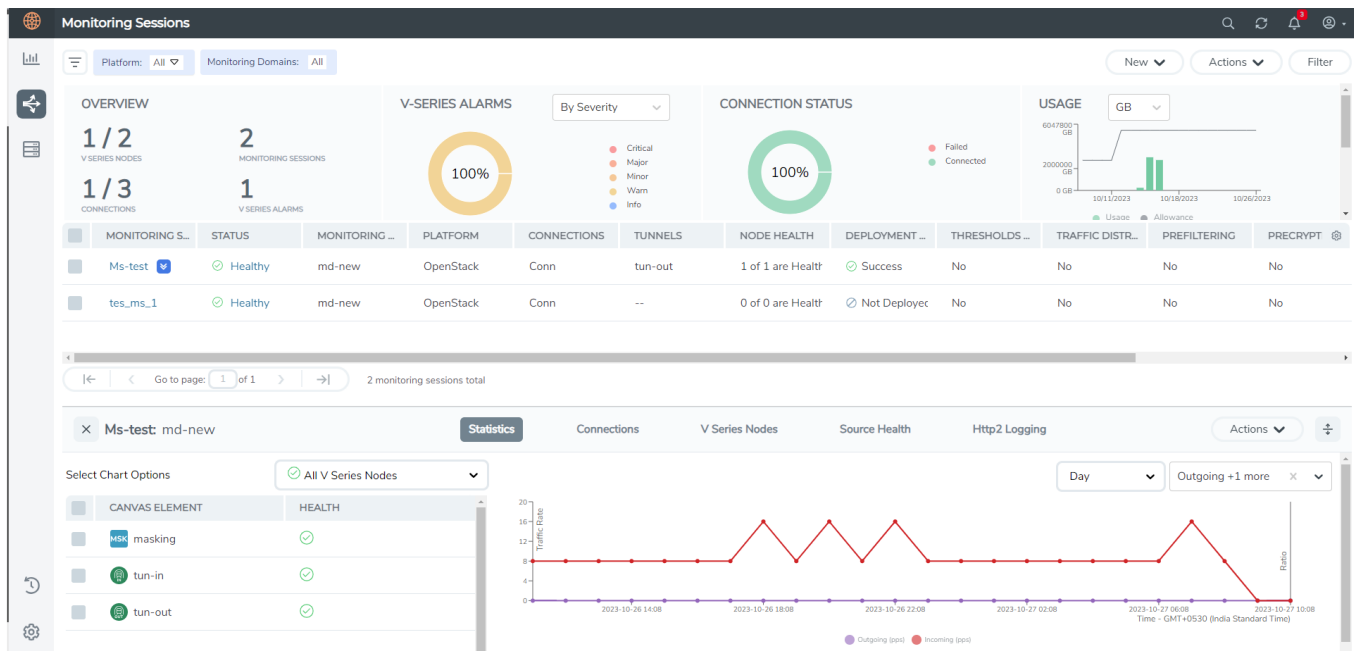 Monitoring Sessions
3
Platform: All
Monitoring Domains: All
New
Actions
Filter
OVERVIEW
1 / 2
V SERIES NODES
2
MONITORING SESSIONS
1 / 3
CONNECTIONS
1
V SERIES ALARMS
V-SERIES ALARMS
By Severity
100%
Critical
Major
Minor
Warn
Info
CONNECTION STATUS
100%
Failed
Connected
USAGE
GB
6047800 GB
2000000 GB
0 GB
10/11/2023 10/18/2023 10/26/2023
Usage Allowance
MONITORING S... STATUS MONITORING ... PLATFORM CONNECTIONS TUNNELS NODE HEALTH DEPLOYMENT ... THRESHOLDS ... TRAFFIC DISTR... PREFILTERING PRECRYPT
Ms-test Healthy md-new OpenStack Conn tun-out 1 of 1 are Health Success No No No No
tes_ms_1 Healthy md-new OpenStack Conn -- 0 of 0 are Health Not Deployec No No No No
Go to page: 1 of 1
2 monitoring sessions total
Ms-test: md-new
Statistics
Connections
V Series Nodes
Source Health
Http2 Logging
Actions
Select Chart Options
All V Series Nodes
Day
Outgoing +1 more
CANVAS ELEMENT HEALTH
MSK masking
IN tun-in
OUT tun-out
Traffic Rate
20
16
12
8
4
0
Ratio
2023-10-26 14:08 2023-10-26 18:08 2023-10-26 22:08 2023-10-27 02:08 2023-10-27 06:08 2023-10-27 10:08
Time - GMT+0530 (India Standard Time)
Outgoing (pps) Incoming (pps)